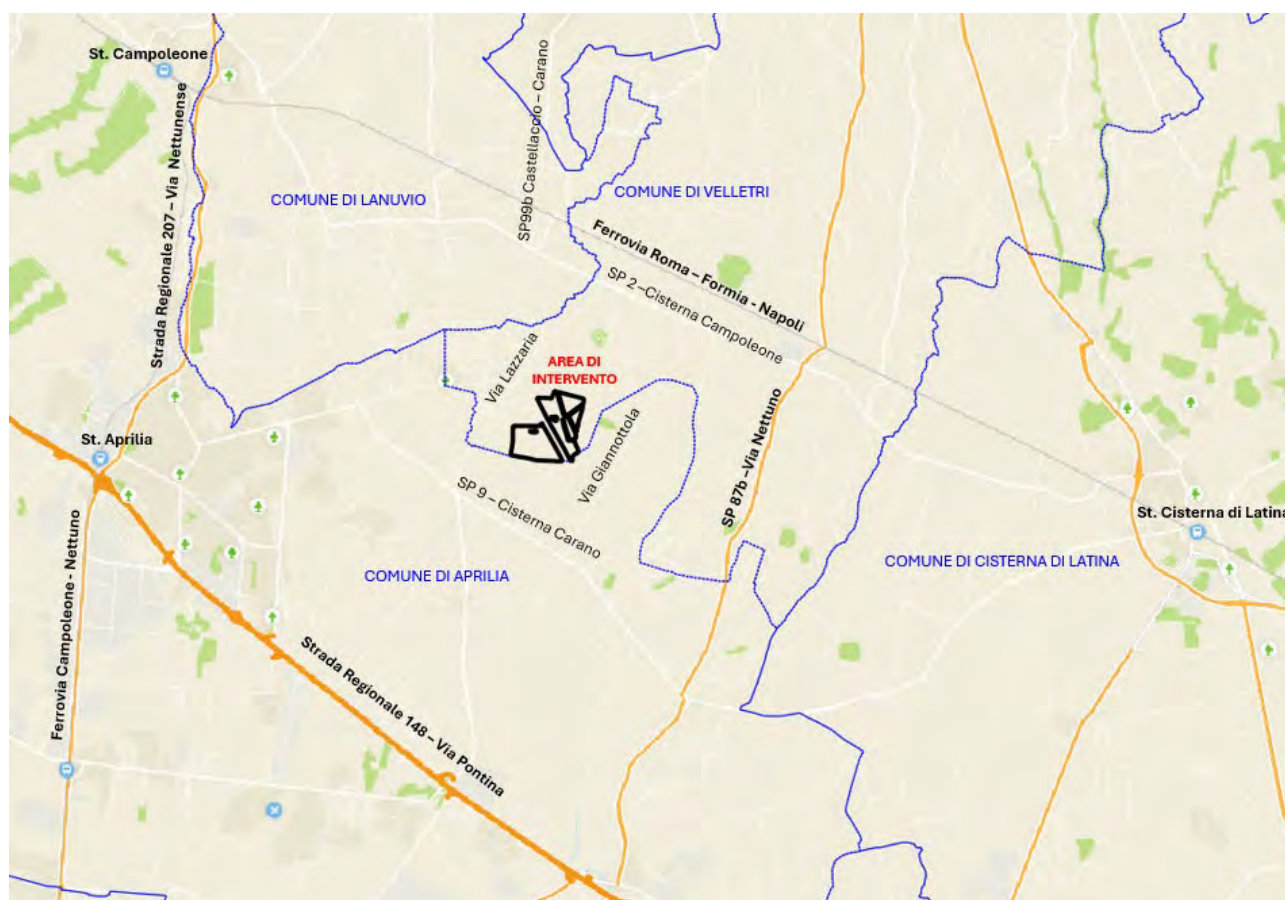 St. Campoleone
Strada Regionale 207 – Via Nettunense
SP99b Castellaccio – Carano
COMUNE DI LANUVIO
COMUNE DI VELLETRI
Ferrovia Roma – Formia - Napoli
SP 2 –Cisterna Campoleone
Via Lazzaria
AREA DI
INTERVENTO
Via Giannottola
St. Aprilia
SP 9 – Cisterna Carano
SP 87b –Via Nettuno
St. Cisterna di Latina
COMUNE DI APRILIA
COMUNE DI CISTERNA DI LATINA
Ferrovia Campoleone - Nettuno
Strada Regionale 148 – Via Pontina